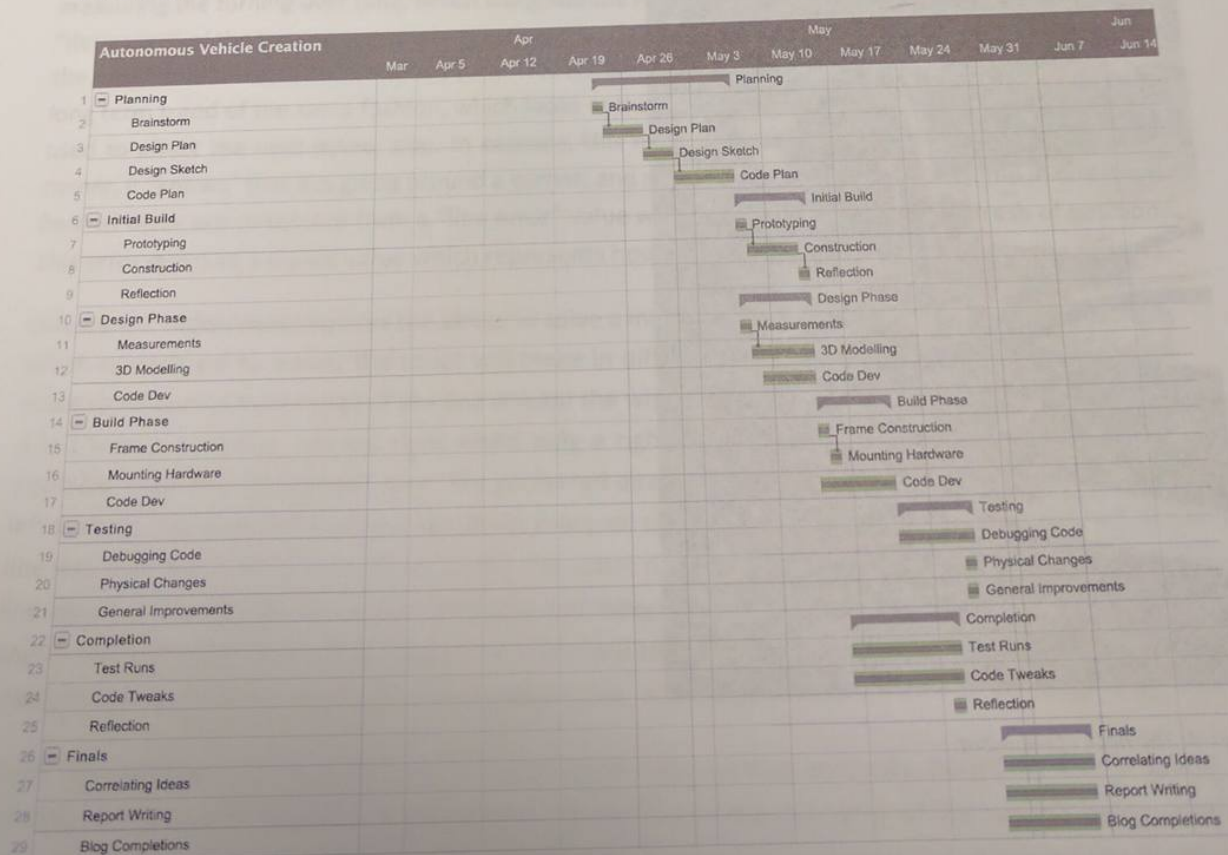 Autonomous Vehicle Creation
Apr
May
Jun
Mar Apr 5 Apr 12 Apr 19 Apr 26 May 3 May 10 May 17 May 24 May 31 Jun 7 Jun 14
1 Planning Planning
2 Brainstorm Brainstorm
3 Design Plan Design Plan
4 Design Sketch Design Sketch
5 Code Plan Code Plan
6 Initial Build Initial Build
7 Prototyping Prototyping
8 Construction Construction
9 Reflection Reflection
10 Design Phase Design Phase
11 Measurements Measurements
12 3D Modelling 3D Modelling
13 Code Dev Code Dev
14 Build Phase Build Phase
15 Frame Construction Frame Construction
16 Mounting Hardware Mounting Hardware
17 Code Dev Code Dev
18 Testing Testing
19 Debugging Code Debugging Code
20 Physical Changes Physical Changes
21 General Improvements General Improvements
22 Completion Completion
23 Test Runs Test Runs
24 Code Tweaks Code Tweaks
25 Reflection Reflection
26 Finals Finals
27 Correlating Ideas Correlating Ideas
28 Report Writing Report Writing
29 Blog Completions Blog Completions